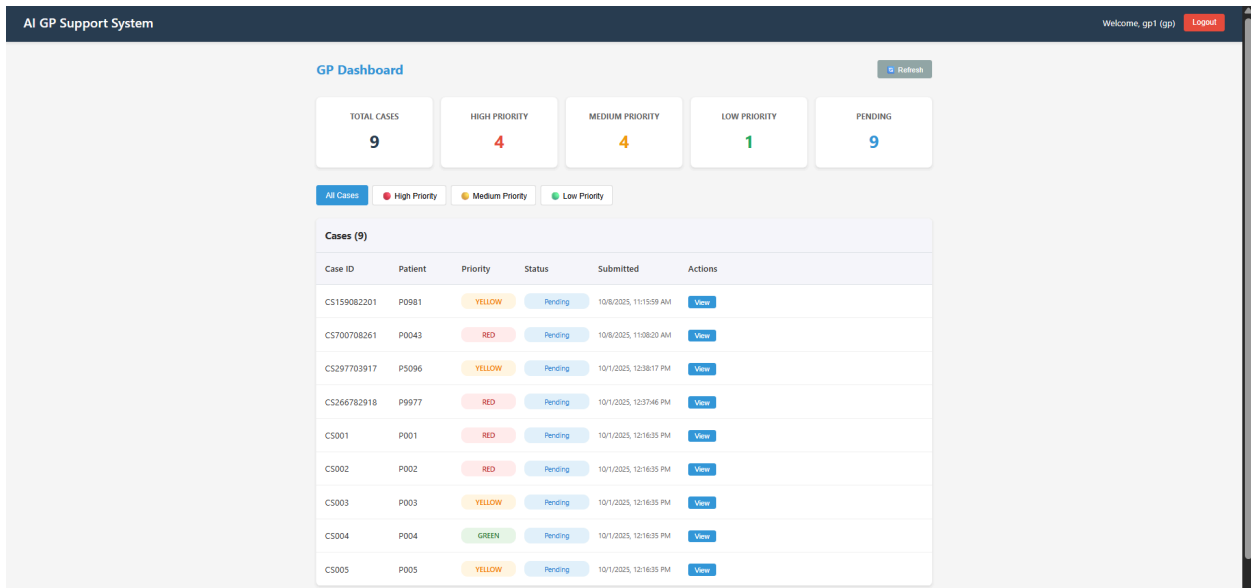 AI GP Support System
Welcome, gp1 (gp) Logout
GP Dashboard
Refresh
TOTAL CASES HIGH PRIORITY MEDIUM PRIORITY LOW PRIORITY PENDING
9 4 4 1 9
All Cases High Priority Medium Priority Low Priority
Cases (9)
Case ID Patient Priority Status Submitted Actions
CS159082201 P0981 YELLOW Pending 10/8/2025, 11:15:59 AM View
CS700708261 P0043 RED Pending 10/8/2025, 11:08:20 AM View
CS297703917 P5096 YELLOW Pending 10/1/2025, 12:38:17 PM View
CS266782918 P9977 RED Pending 10/1/2025, 12:37:46 PM View
CS001 P001 RED Pending 10/1/2025, 12:16:35 PM View
CS002 P002 RED Pending 10/1/2025, 12:16:35 PM View
CS003 P003 YELLOW Pending 10/1/2025, 12:16:35 PM View
CS004 P004 GREEN Pending 10/1/2025, 12:16:35 PM View
CS005 P005 YELLOW Pending 10/1/2025, 12:16:35 PM View